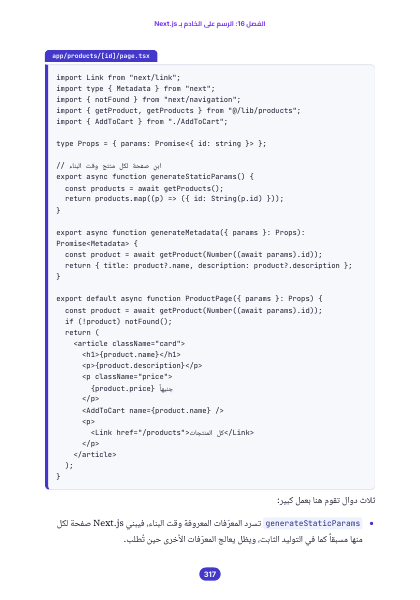 الفصل 16: الرسم على الخادم بـ Next.js
app/products/[id]/page.tsx
import Link from "next/link";
import type { Metadata } from "next";
import { notFound } from "next/navigation";
import { getProduct, getProducts } from "@/lib/products";
import { AddToCart } from "./AddToCart";
type Props = { params: Promise<{ id: string }> };
// ابنِ صفحة لكل منتج وقت البناء
export async function generateStaticParams() {
  const products = await getProducts();
  return products.map((p) => ({ id: String(p.id) }));
}
export async function generateMetadata({ params }: Props):
Promise<Metadata> {
  const product = await getProduct(Number((await params).id));
  return { title: product?.name, description: product?.description };
}
export default async function ProductPage({ params }: Props) {
  const product = await getProduct(Number((await params).id));
  if (!product) notFound();
  return (
    <article className="card">
      <h1>{product.name}</h1>
      <p>{product.description}</p>
      <p className="price">
        {product.price} جنيهاً
      </p>
      <AddToCart name={product.name} />
      <p>
        <Link href="/products">كل المنتجات</Link>
      </p>
    </article>
  );
}
ثلاث دوال تقوم هنا بعمل كبير:
• generateStaticParams تسرد المعرّفات المعروفة وقت البناء، فيبني Next.js صفحة لكل
منها مسبقاً كما في التوليد الثابت، ويظل يعالج المعرّفات الأخرى حين تُطلب.
317